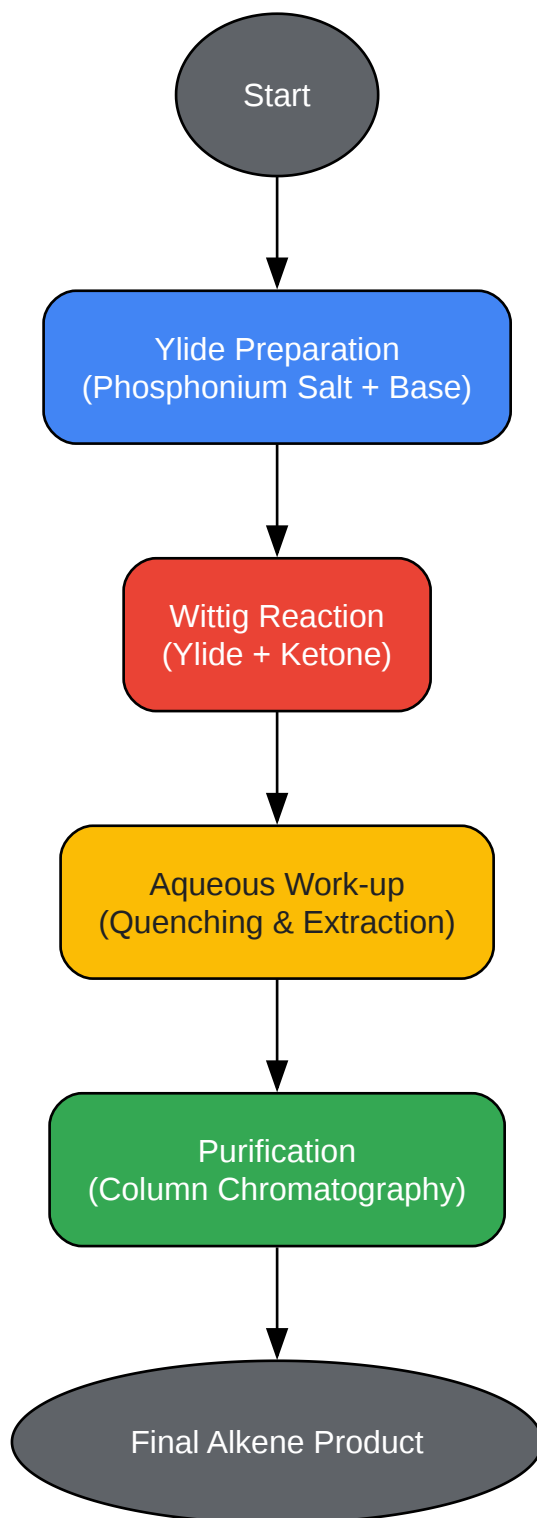 Start
Ylide Preparation
(Phosphonium Salt + Base)
Wittig Reaction
(Ylide + Ketone)
Aqueous Work-up
(Quenching & Extraction)
Purification
(Column Chromatography)
Final Alkene Product